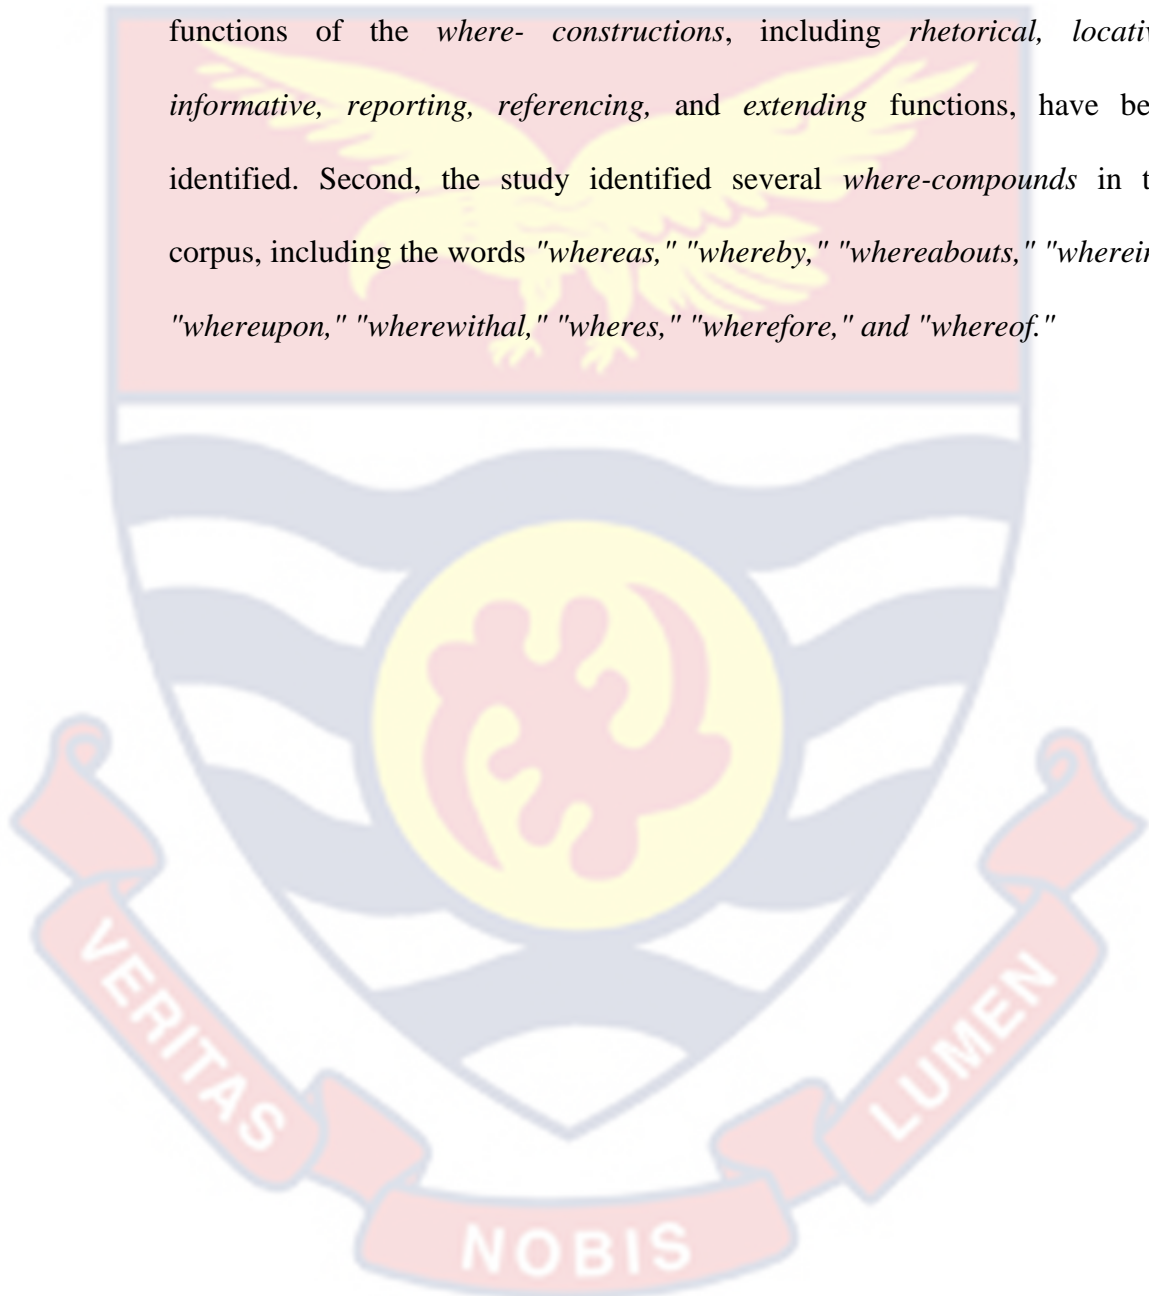 functions of the where- constructions, including rhetorical, locativ
informative, reporting, referencing, and extending functions, have be
identified. Second, the study identified several where-compounds in t
corpus, including the words "whereas," "whereby," "whereabouts," "wherein
"whereupon," "wherewithal," "wheres," "wherefore," and "whereof."
VERITAS
NOBIS
LUMEN